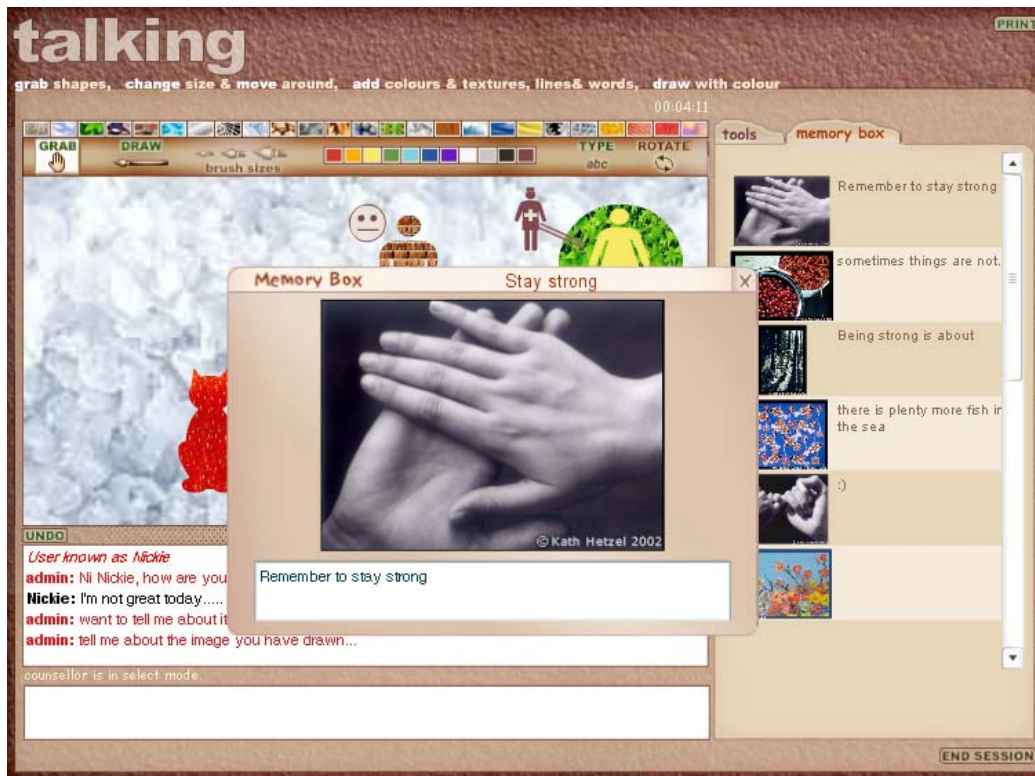 talking
PRINT
grab shapes, change size & move around, add colours & textures, lines& words, draw with colour
00:04:11
GRAB
DRAW
brush sizes
TYPE
abc
ROTATE
tools
memory box
Remember to stay strong
sometimes things are not.
Being strong is about
there is plenty more fish in
the sea
:)
Memory Box
Stay strong
X
© Kath Hetzel 2002
Remember to stay strong
UNDO
User known as Nickie
admin: Ni Nickie, how are you
Nickie: I'm not great today.....
admin: want to tell me about it
admin: tell me about the image you have drawn...
counsellor is in select mode.
END SESSION